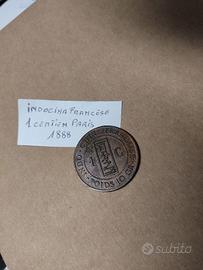 INDOCINA FRANCESE
1 CENTIEM PARIS
1888
POIDS 10 GR
subito